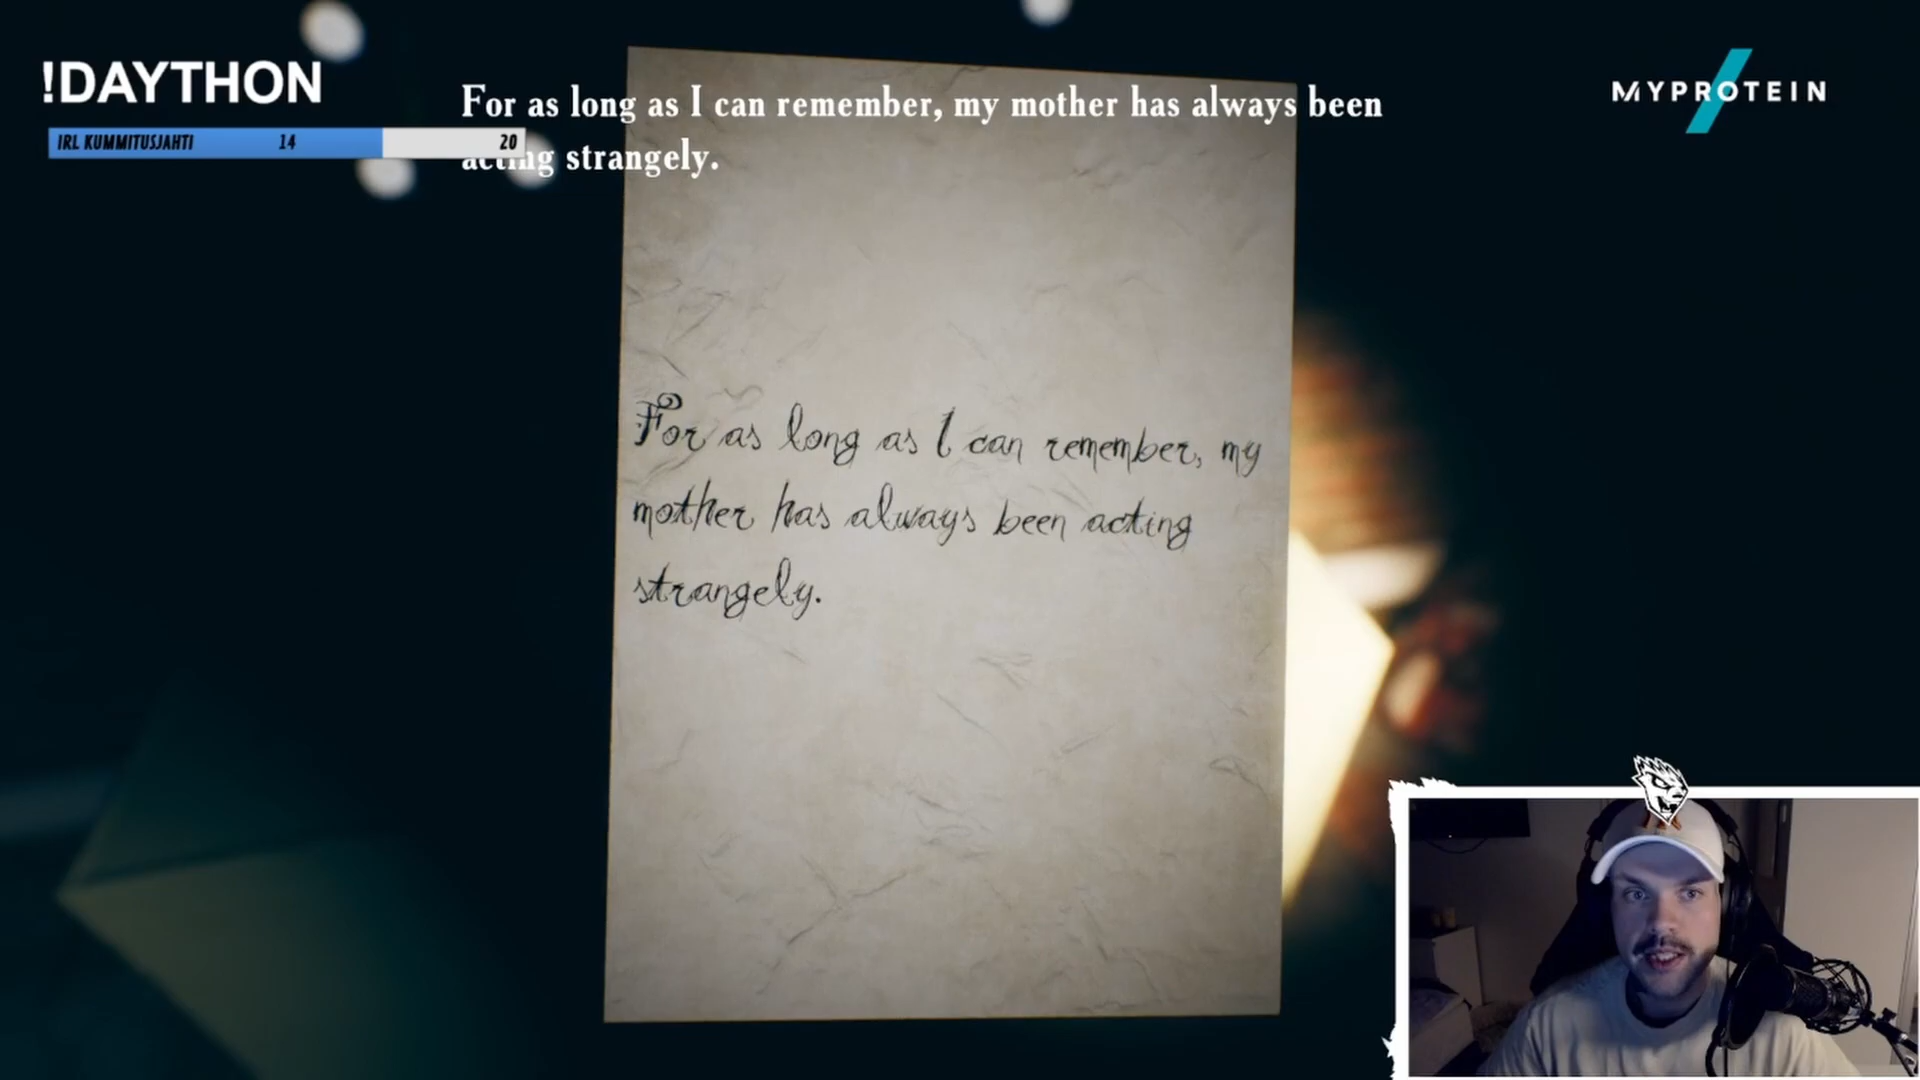 !DAYTHON
IRL KUMMITUSJAHTI 14 20
MYPROTEIN
For as long as I can remember, my mother has always been
acting strangely.
For as long as I can remember, my
mother has always been acting
strangely.